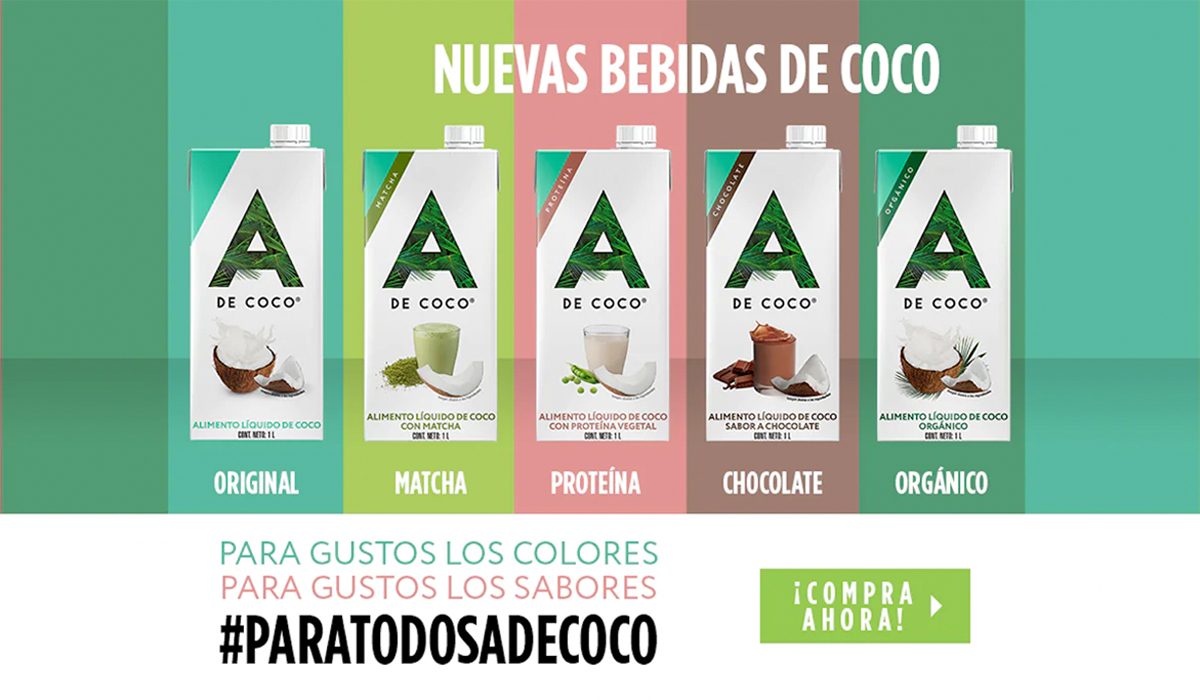 NUEVAS BEBIDAS DE COCO
A
DE COCO®
ALIMENTO LÍQUIDO DE COCO
CONT. NETO: 1 L
MATCHA
A
DE COCO®
ALIMENTO LÍQUIDO DE COCO
CON MATCHA
CONT. NETO: 1 L
PROTEÍNA
A
DE COCO®
ALIMENTO LÍQUIDO DE COCO
CON PROTEÍNA VEGETAL
CONT. NETO: 1 L
CHOCOLATE
A
DE COCO®
ALIMENTO LÍQUIDO DE COCO
SABOR A CHOCOLATE
CONT. NETO: 1 L
ORGÁNICO
A
DE COCO®
ALIMENTO LÍQUIDO DE COCO
ORGÁNICO
CONT. NETO: 1 L
ORIGINAL
MATCHA
PROTEÍNA
CHOCOLATE
ORGÁNICO
PARA GUSTOS LOS COLORES
PARA GUSTOS LOS SABORES
#PARATODOSADECOCO
¡COMPRA
AHORA!